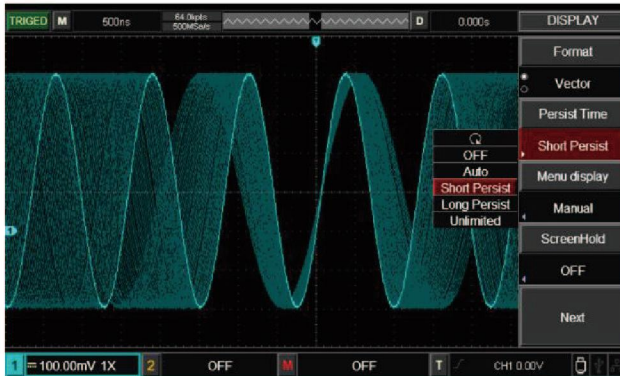 TRIGED M 500ns 64.0kpts D 0.000s DISPLAY
500MSa/s
T
Format
Vector
Persist Time
OFF
Short Persist
Auto
Short Persist
Menu display
Long Persist
Manual
Unlimited
1
ScreenHold
OFF
Next
1 100.00mV 1X 2 OFF M OFF T CH1 0.00V